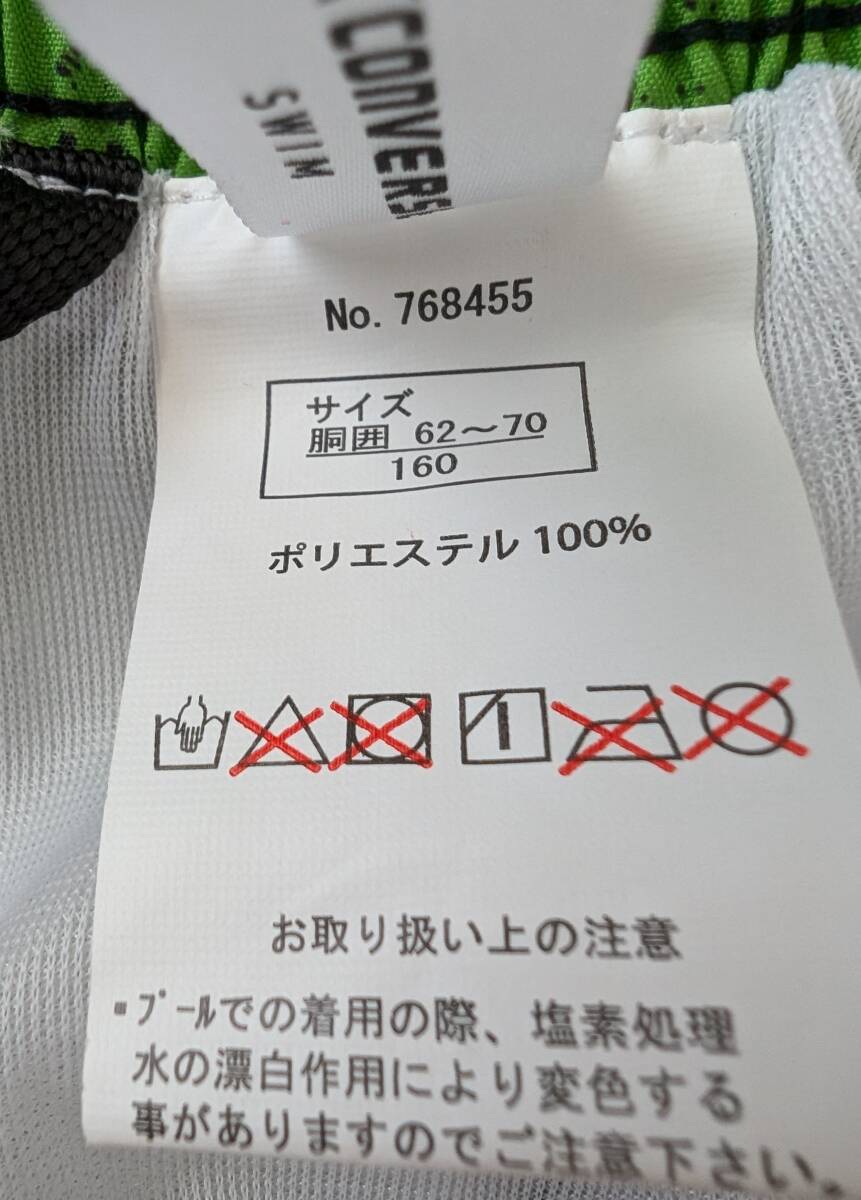 CONVERS
SWIM
No. 768455
サイズ
胴囲 62〜70
160
ポリエステル 100%
お取り扱い上の注意
▪プールでの着用の際、塩素処理
水の漂白作用により変色する
事がありますのでご注意下さい。